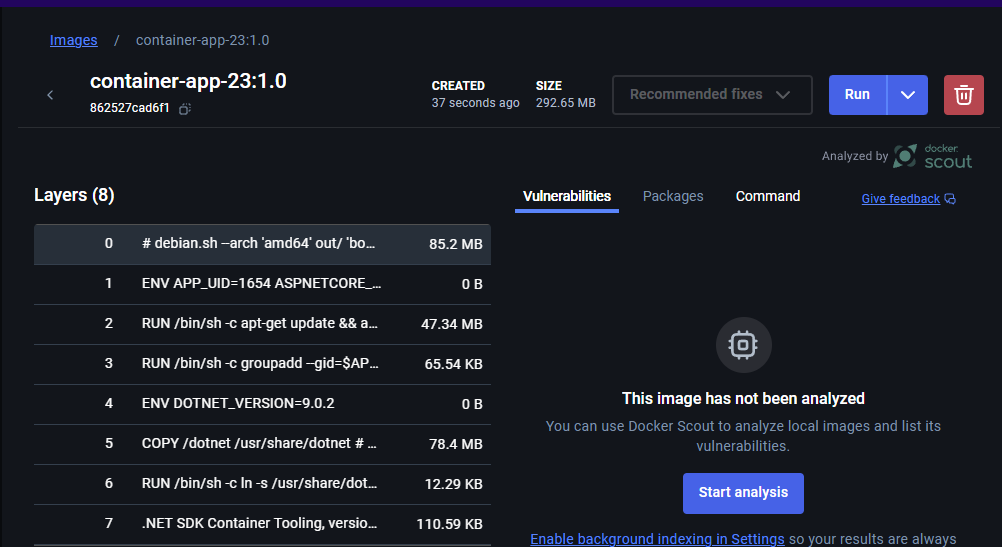 Images / container-app-23:1.0
container-app-23:1.0
862527cad6f1
CREATED
37 seconds ago
SIZE
292.65 MB
Recommended fixes
Run
Analyzed by docker scout
Layers (8)
Vulnerabilities Packages Command Give feedback
0 # debian.sh --arch 'amd64' out/ 'bo... 85.2 MB
1 ENV APP_UID=1654 ASPNETCORE_... 0 B
2 RUN /bin/sh -c apt-get update && a... 47.34 MB
3 RUN /bin/sh -c groupadd --gid=$AP... 65.54 KB
4 ENV DOTNET_VERSION=9.0.2 0 B
5 COPY /dotnet /usr/share/dotnet # ... 78.4 MB
6 RUN /bin/sh -c ln -s /usr/share/dot... 12.29 KB
7 .NET SDK Container Tooling, versio... 110.59 KB
This image has not been analyzed
You can use Docker Scout to analyze local images and list its
vulnerabilities.
Start analysis
Enable background indexing in Settings so your results are always